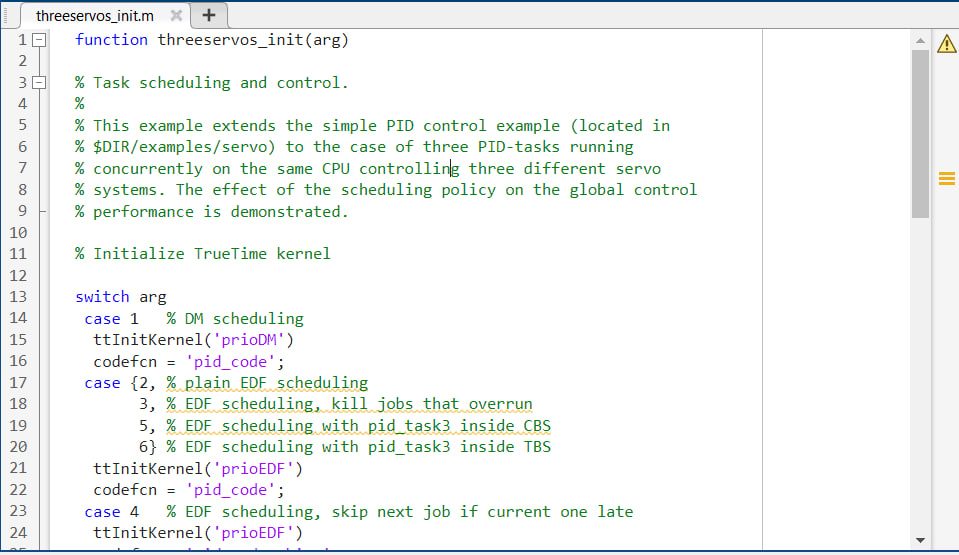 threeservos_init.m
1 function threeservos_init(arg)
2
3 % Task scheduling and control.
4 %
5 % This example extends the simple PID control example (located in
6 % $DIR/examples/servo) to the case of three PID-tasks running
7 % concurrently on the same CPU controlling three different servo
8 % systems. The effect of the scheduling policy on the global control
9 % performance is demonstrated.
10
11 % Initialize TrueTime kernel
12
13 switch arg
14 case 1 % DM scheduling
15 ttInitKernel('prioDM')
16 codefcn = 'pid_code';
17 case {2, % plain EDF scheduling
18 3, % EDF scheduling, kill jobs that overrun
19 5, % EDF scheduling with pid_task3 inside CBS
20 6} % EDF scheduling with pid_task3 inside TBS
21 ttInitKernel('prioEDF')
22 codefcn = 'pid_code';
23 case 4 % EDF scheduling, skip next job if current one late
24 ttInitKernel('prioEDF')